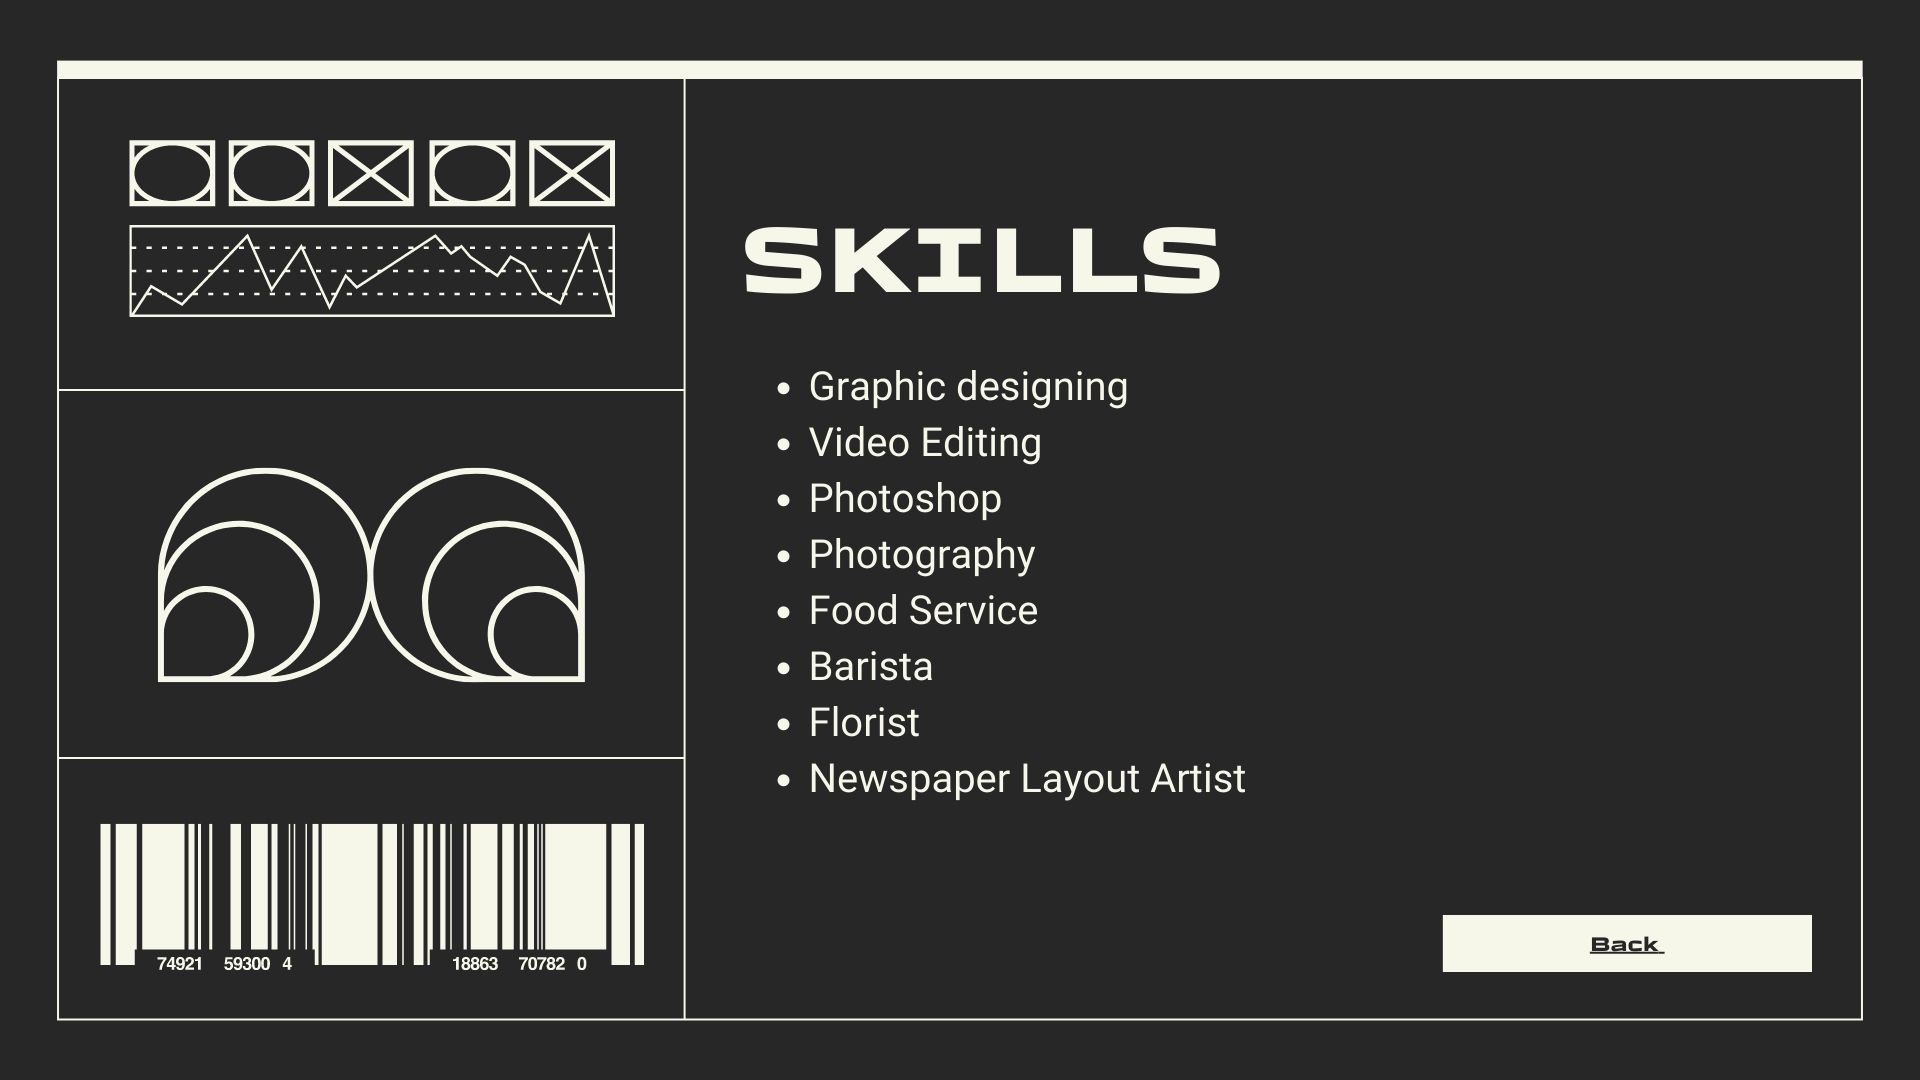 SKILLS
Graphic designing
Video Editing
Photoshop
Photography
Food Service
Barista
Florist
Newspaper Layout Artist
74921 59300 4 18863 70782 0
Back